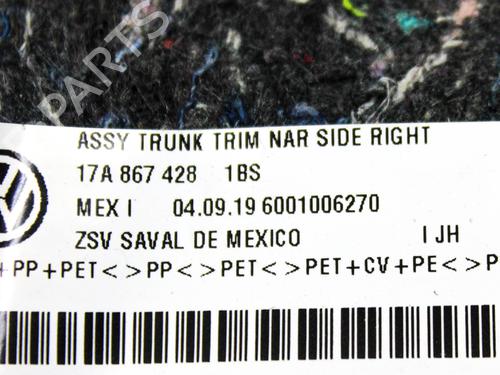 PARTS
ASSY TRUNK TRIM NAR SIDE RIGHT
17A 867 428 1BS
MEX I 04.09.19 6001006270
ZSV SAVAL DE MEXICO I JH
+PP+PET<>PP<>PET<>PET+CV+PE<>P